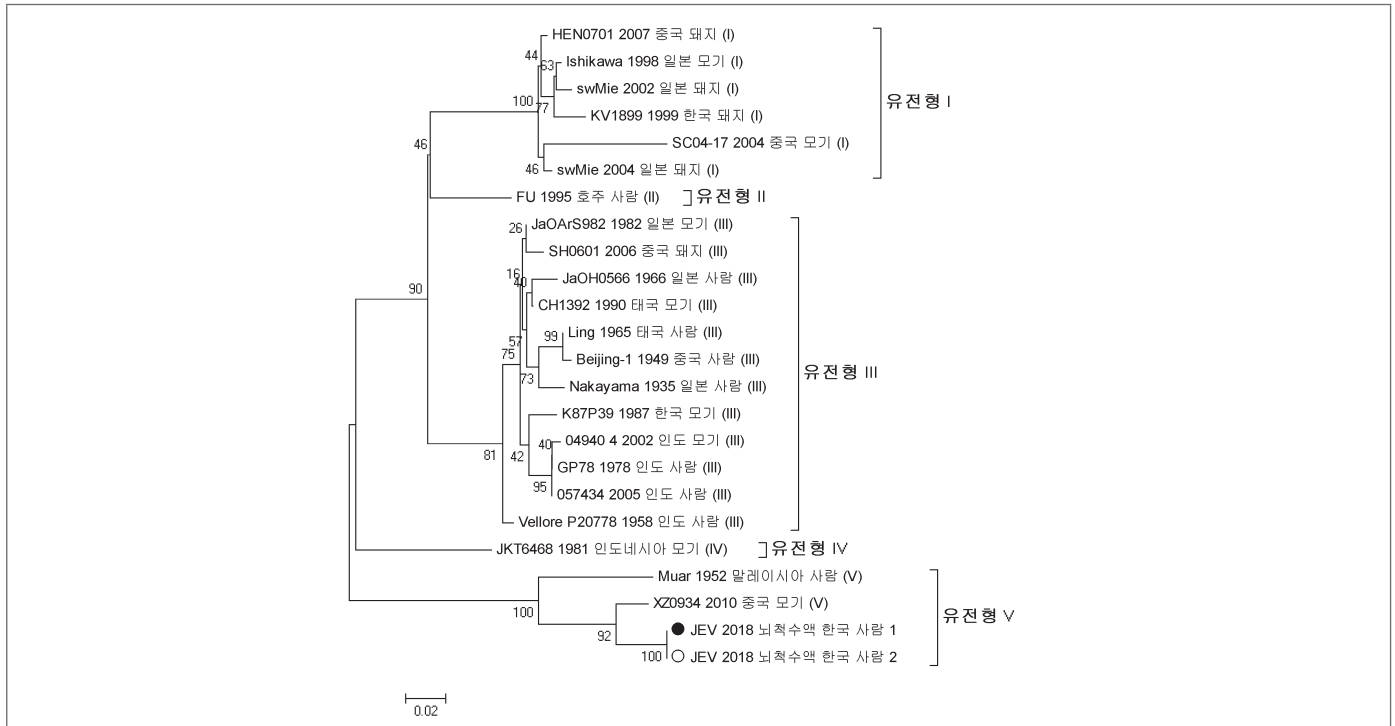 HEN0701 2007 중국 돼지 (I)
44
63
Ishikawa 1998 일본 모기 (I)
swMie 2002 일본 돼지 (I)
100
77
유전형 I
KV1899 1999 한국 돼지 (I)
46
SC04-17 2004 중국 모기 (I)
46
swMie 2004 일본 돼지 (I)
FU 1995 호주 사람 (II)
유전형 II
26
JaOArS982 1982 일본 모기 (III)
SH0601 2006 중국 돼지 (III)
16
40
JaOH0566 1966 일본 사람 (III)
90
CH1392 1990 태국 모기 (III)
57
99
Ling 1965 태국 사람 (III)
75
Beijing-1 1949 중국 사람 (III)
유전형 III
73
Nakayama 1935 일본 사람 (III)
K87P39 1987 한국 모기 (III)
40
04940 4 2002 인도 모기 (III)
81
42
GP78 1978 인도 사람 (III)
95
057434 2005 인도 사람 (III)
Vellore P20778 1958 인도 사람 (III)
JKT6468 1981 인도네시아 모기 (IV)
유전형 IV
Muar 1952 말레이시아 사람 (V)
100
XZ0934 2010 중국 모기 (V)
유전형 V
92
JEV 2018 뇌척수액 한국 사람 1
100
JEV 2018 뇌척수액 한국 사람 2
0.02